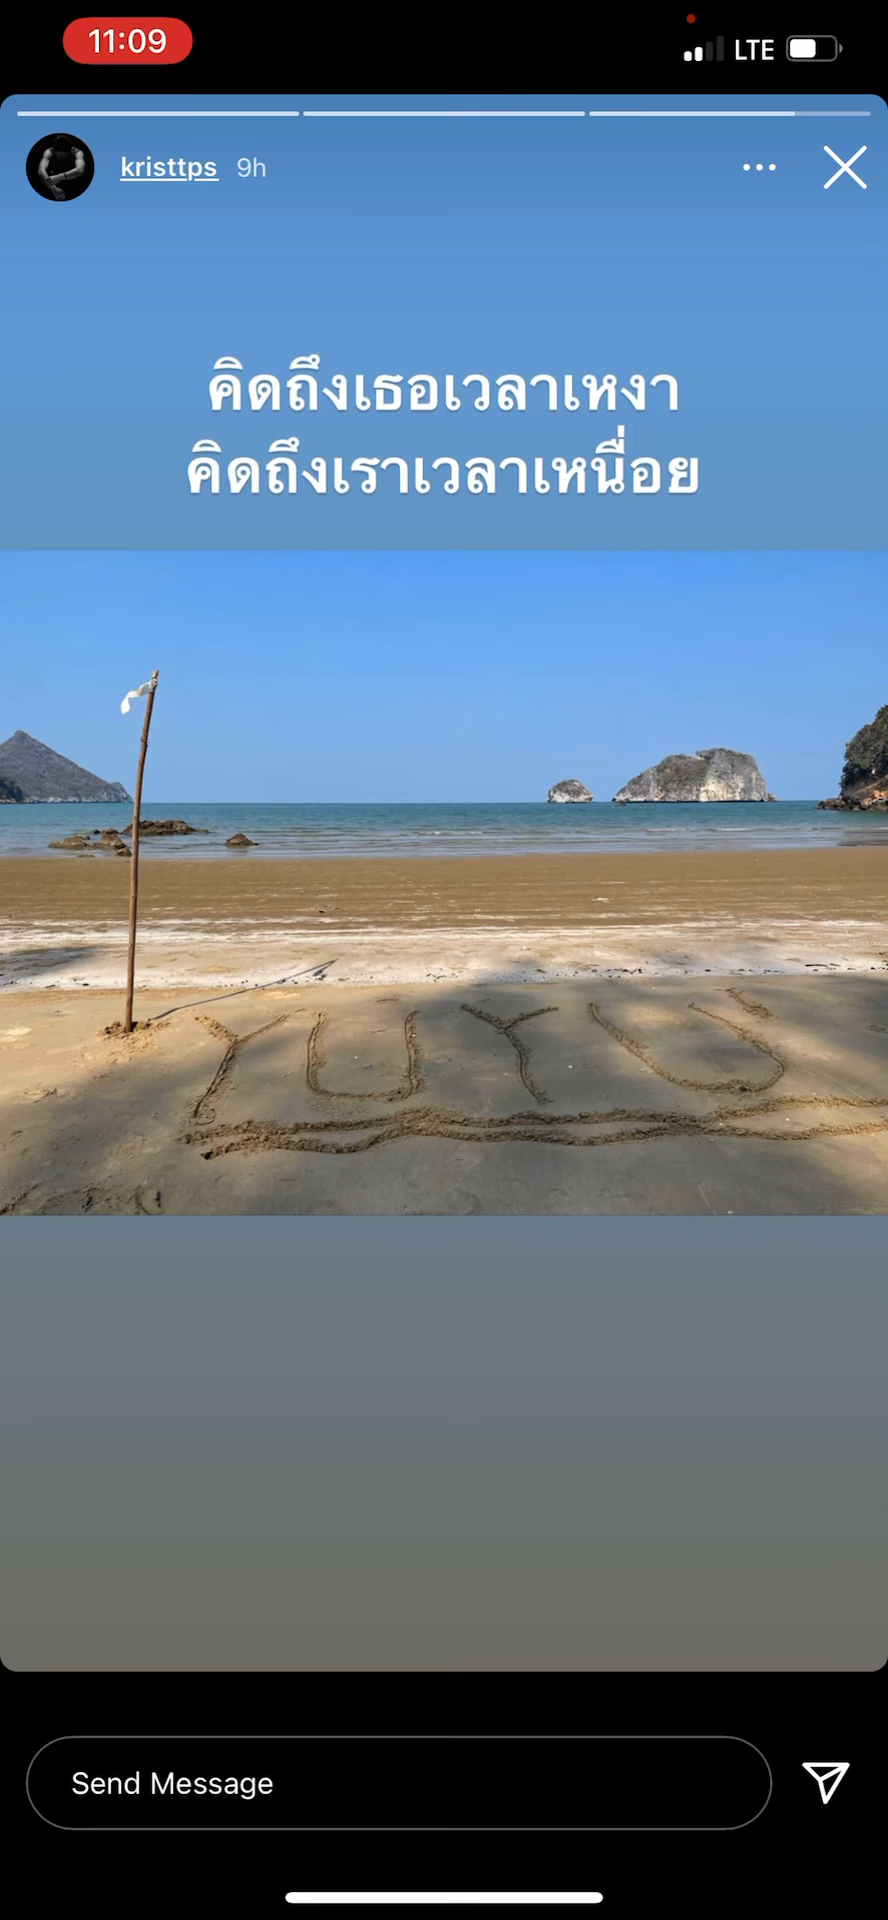 11:09
LTE
kristtps 9h
คิดถึงเธอเวลาเหงา
คิดถึงเราเวลาเหนื่อย
YUYU
Send Message